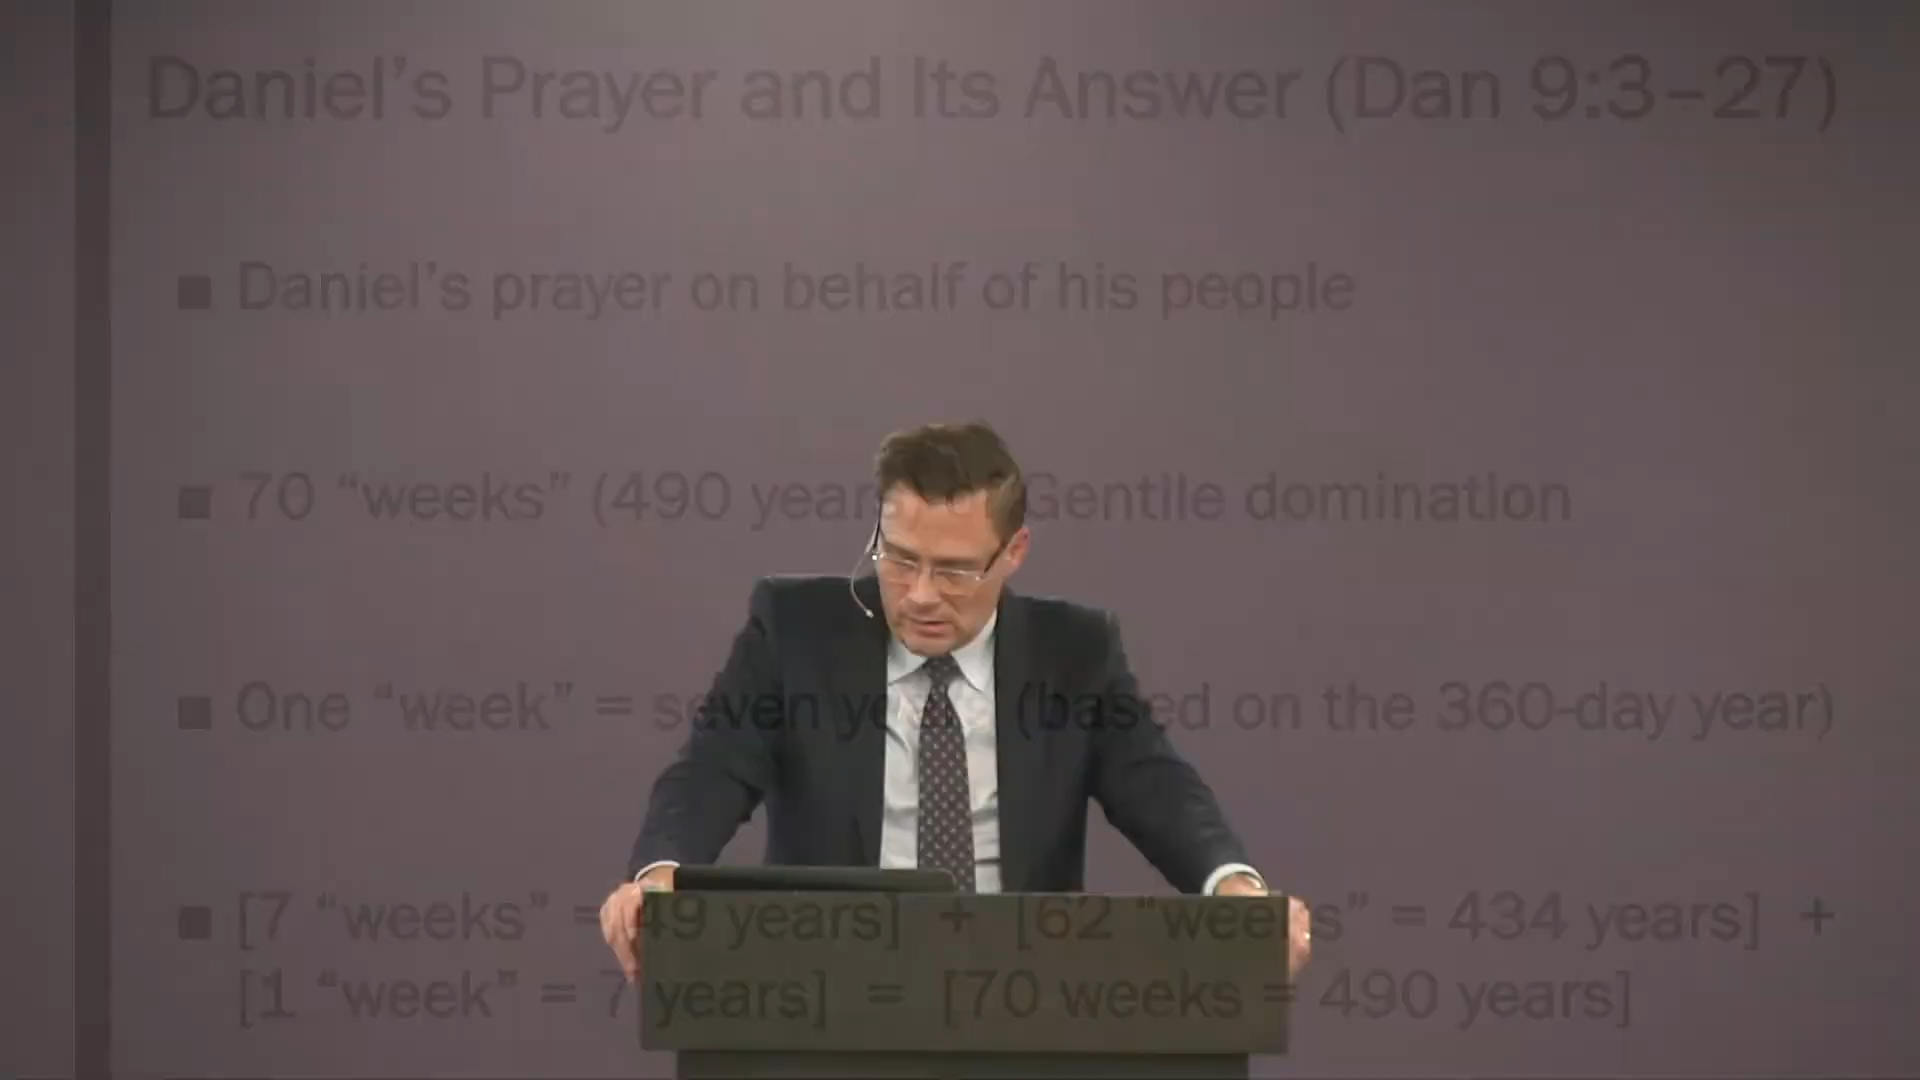 Daniel’s Prayer and Its Answer (Dan 9:3–27)
■ Daniel’s prayer on behalf of his people
■ 70 “weeks” (490 years Gentile domination
■ One “week” = seven years (based on the 360-day year)
■ [7 “weeks” = 49 years] + [62 “weeks” = 434 years] +
[1 “week” = 7 years] = [70 weeks = 490 years]